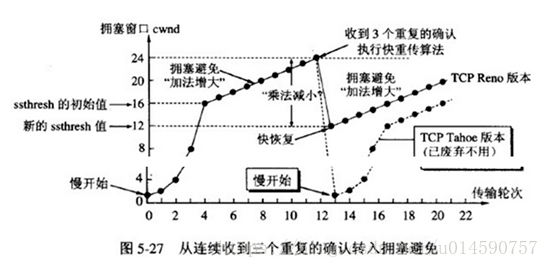 拥塞窗口 cwnd
收到 3 个重复的确认
执行快重传算法
24
20
ssthresh 的初始值
16
新的 ssthresh 值
12
8
4
0
拥塞避免
“加法增大”
“乘法减小”
拥塞避免
“加法增大”
TCP Reno 版本
快恢复
TCP Tahoe 版本
(已废弃不用)
慢开始
慢开始
0 2 4 6 8 10 12 14 16 18 20 22
传输轮次
图 5-27 从连续收到三个重复的确认转入拥塞避免